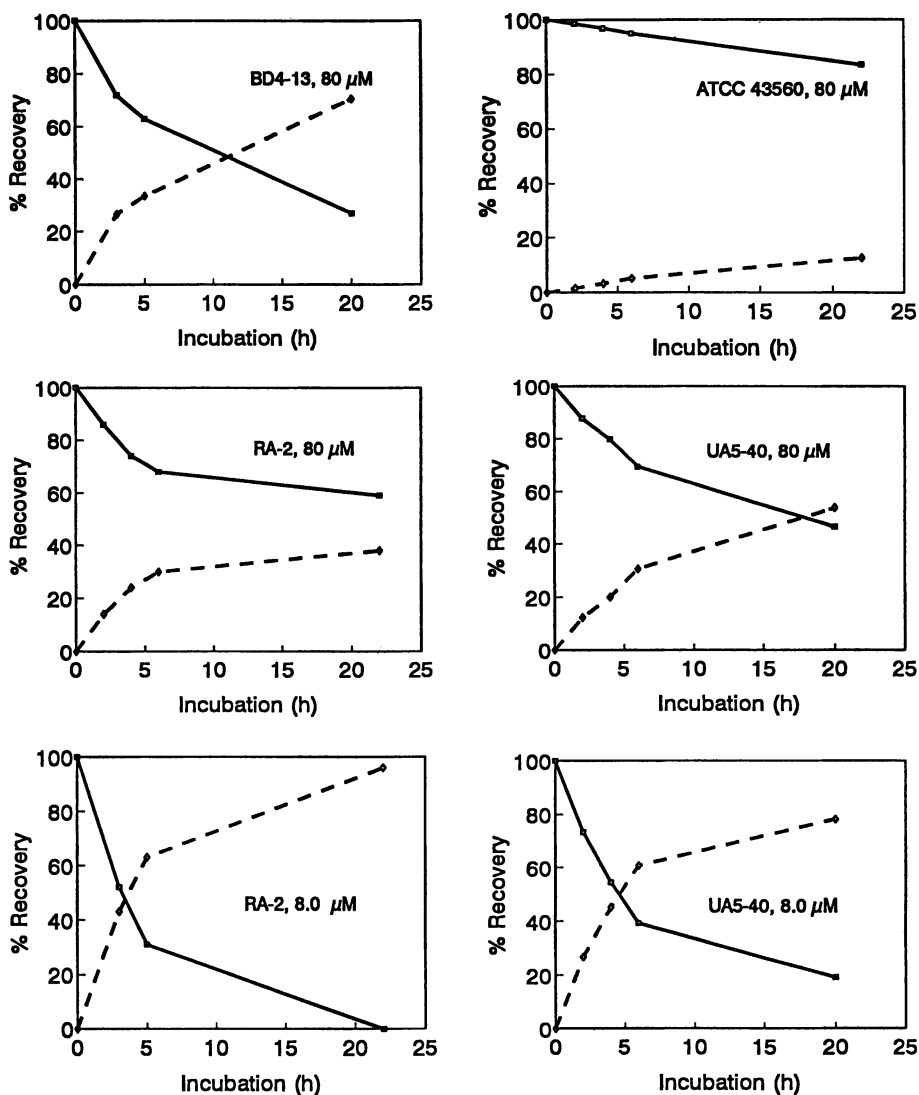 100
80
60
40
20
0
% Recovery
BD4-13, 80 µM
0 5 10 15 20 25
Incubation (h)
100
80
60
40
20
0
% Recovery
ATCC 43560, 80 µM
0 5 10 15 20 25
Incubation (h)
100
80
60
40
20
0
% Recovery
RA-2, 80 µM
0 5 10 15 20 25
Incubation (h)
100
80
60
40
20
0
% Recovery
UA5-40, 80 µM
0 5 10 15 20 25
Incubation (h)
100
80
60
40
20
0
% Recovery
RA-2, 8.0 µM
0 5 10 15 20 25
Incubation (h)
100
80
60
40
20
0
% Recovery
UA5-40, 8.0 µM
0 5 10 15 20 25
Incubation (h)